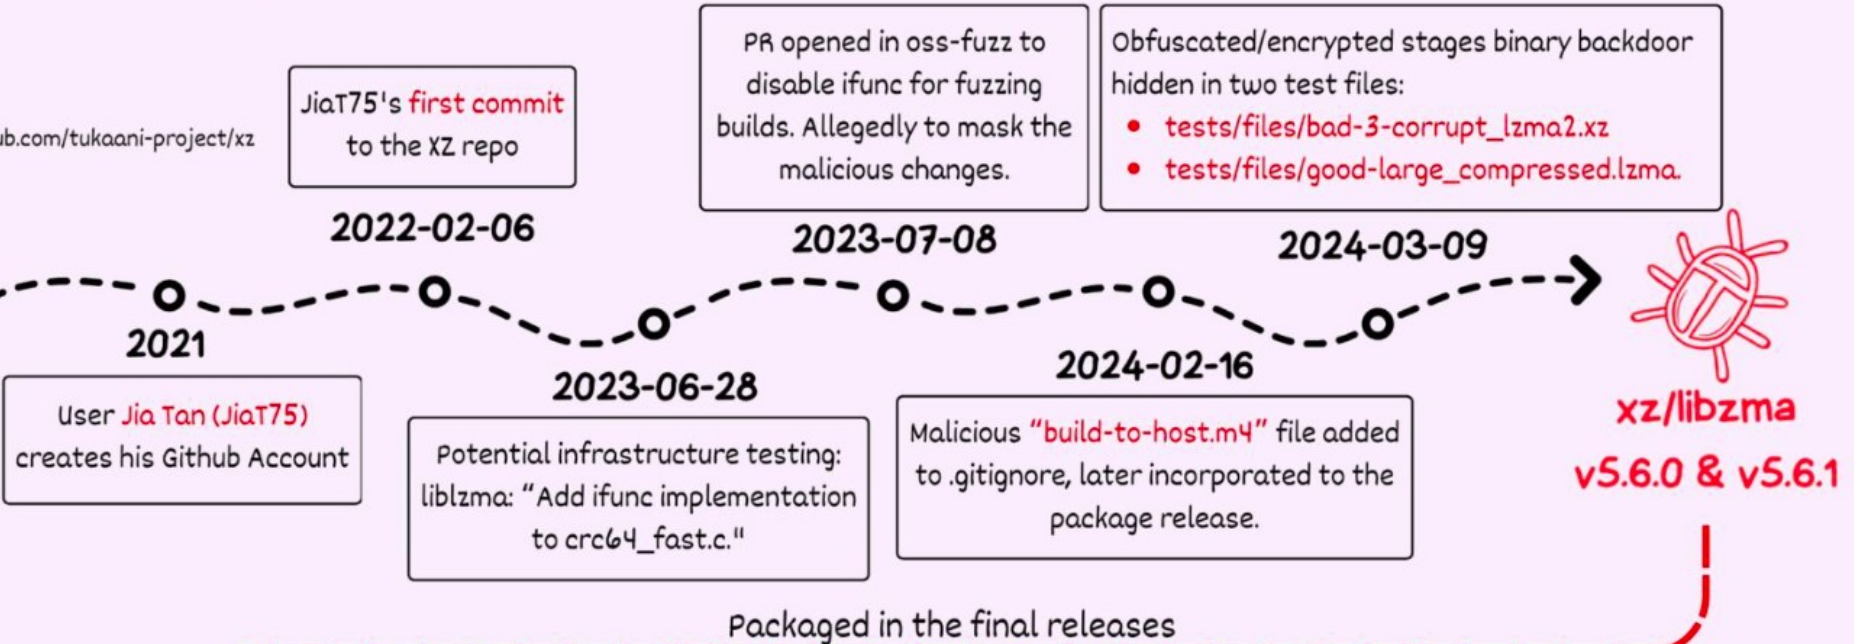 ub.com/tukaani-project/xz
2021
User Jia Tan (JiaT75)
creates his Github Account
JiaT75's first commit
to the XZ repo
2022-02-06
2023-06-28
Potential infrastructure testing:
liblzma: “Add ifunc implementation
to crc64_fast.c."
PR opened in oss-fuzz to
disable ifunc for fuzzing
builds. Allegedly to mask the
malicious changes.
2023-07-08
2024-02-16
Malicious “build-to-host.m4” file added
to .gitignore, later incorporated to the
package release.
Obfuscated/encrypted stages binary backdoor
hidden in two test files:
• tests/files/bad-3-corrupt_lzma2.xz
• tests/files/good-large_compressed.lzma.
2024-03-09
xz/libzma
v5.6.0 & v5.6.1
Packaged in the final releases